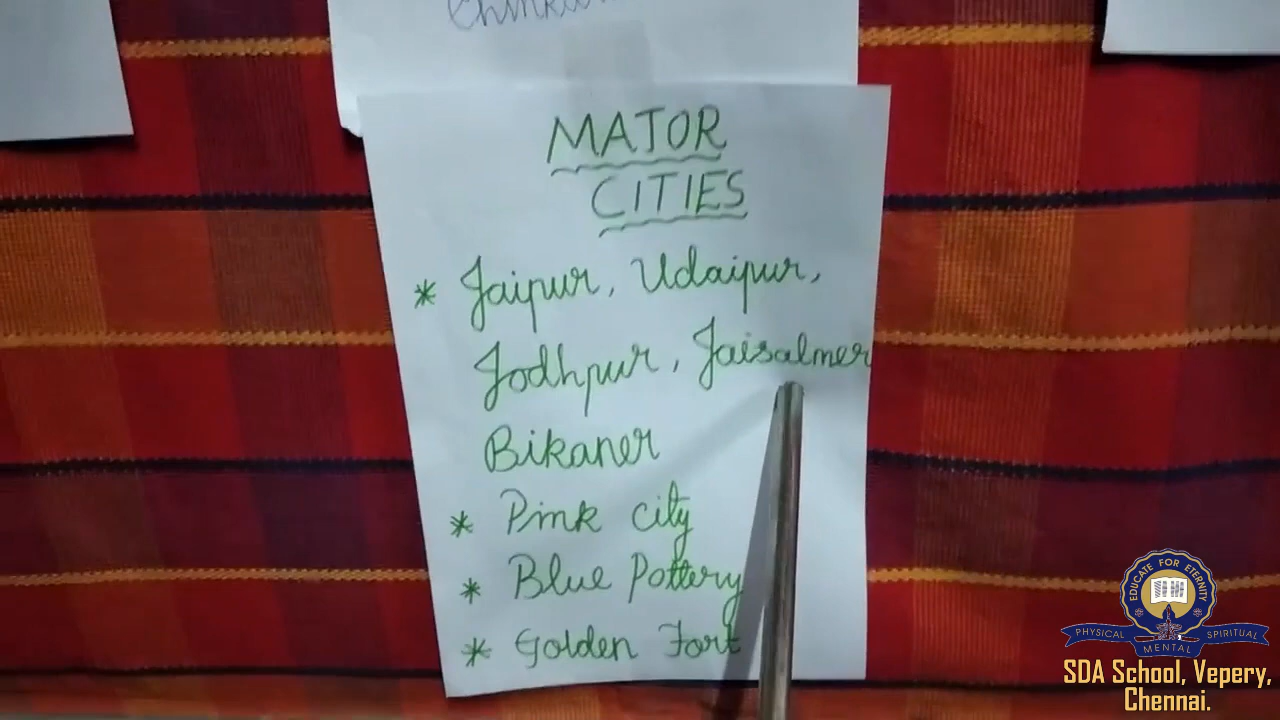 MAJOR
CITIES
* Jaipur, Udaipur,
Jodhpur, Jaisalmer
Bikaner
* Pink city
* Blue Pottery
* Golden Fort
EDUCATE FOR ETERNITY
PHYSICAL MENTAL SPIRITUAL
SDA School, Vepery,
Chennai.